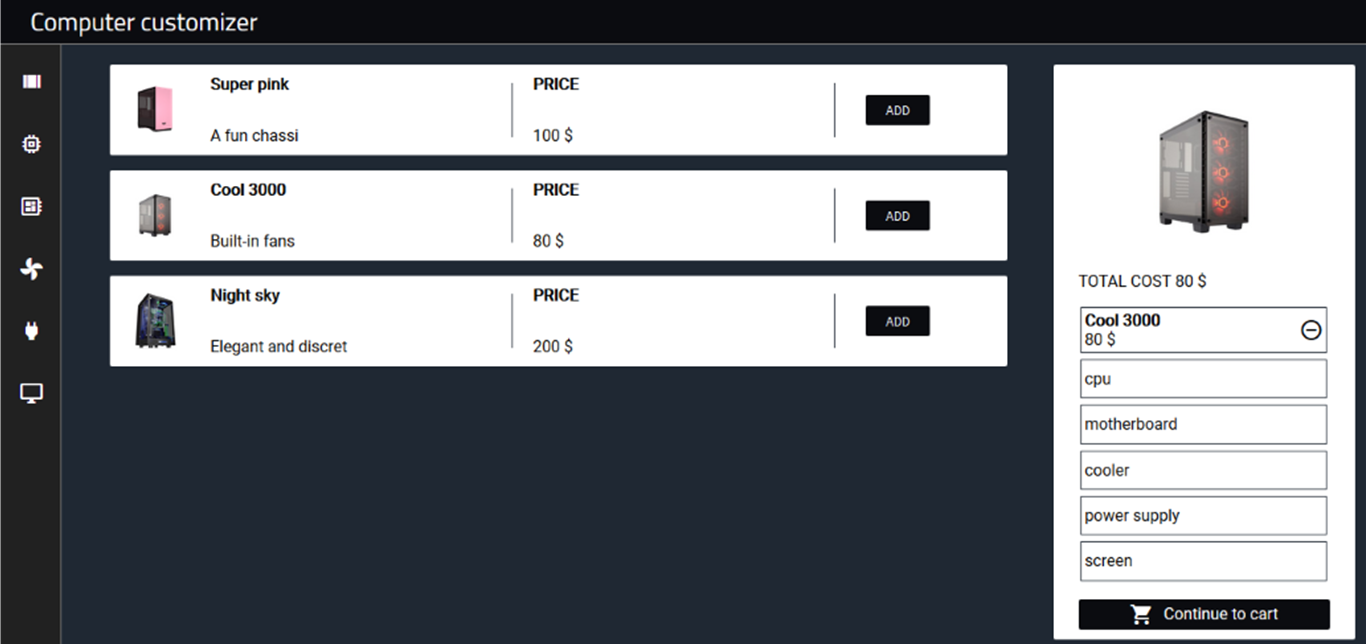 Computer customizer
Super pink
PRICE
A fun chassi
100 $
ADD
Cool 3000
PRICE
Built-in fans
80 $
ADD
Night sky
PRICE
Elegant and discret
200 $
ADD
TOTAL COST 80 $
Cool 3000
80 $
cpu
motherboard
cooler
power supply
screen
Continue to cart